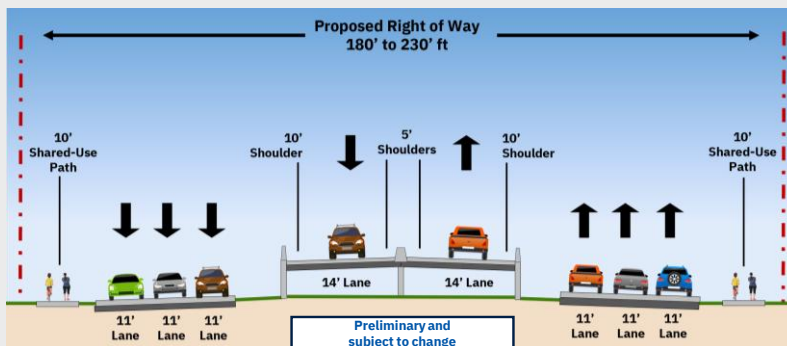 Proposed Right of Way
180' to 230' ft
10'
Shared-Use
Path
10'
Shoulder
5'
Shoulders
10'
Shoulder
10'
Shared-Use
Path
14' Lane
14' Lane
11'
Lane
11'
Lane
11'
Lane
11'
Lane
11'
Lane
11'
Lane
Preliminary and
subject to change